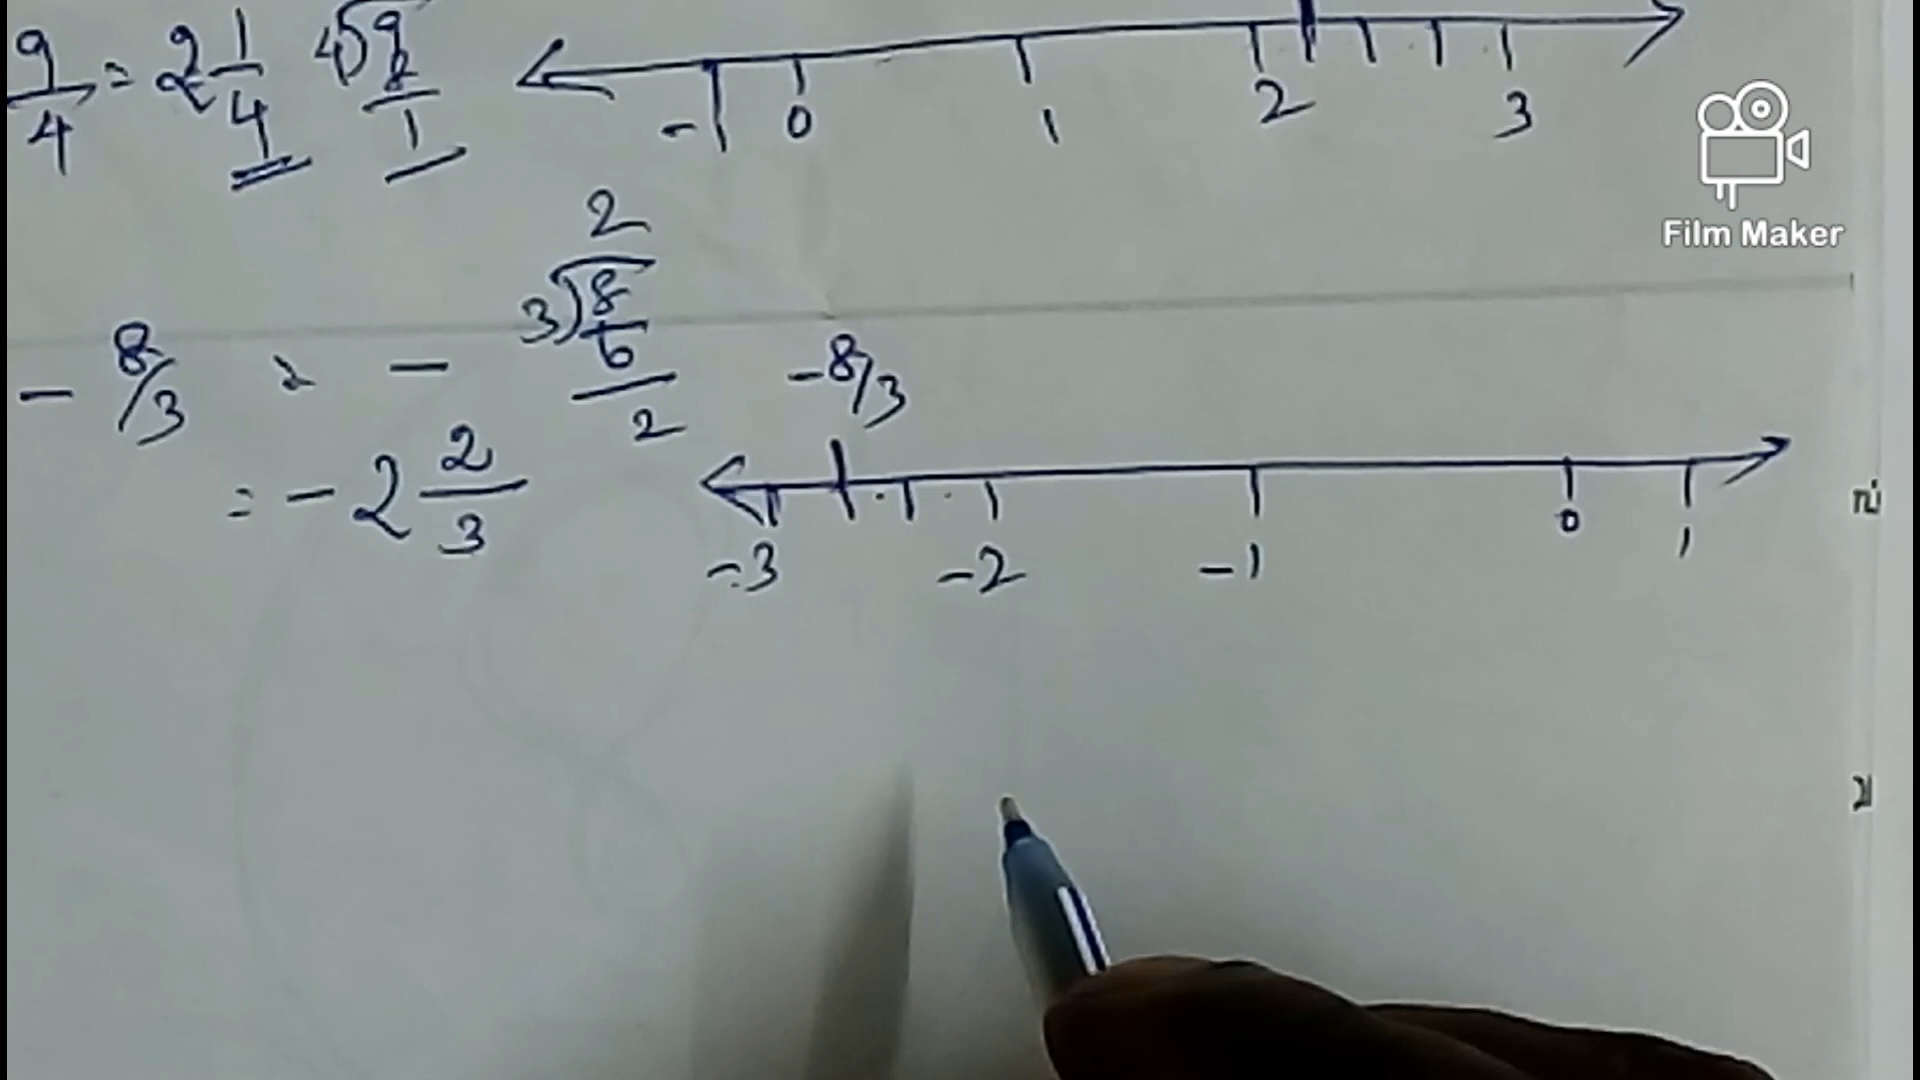 9/4 = 2 1/4   4)9
8
1
-1 0 1 2 3
Film Maker
2
- 8/3 = - 3)8   -8/3
6
2
= -2 2/3
-3 -2 -1 0 1